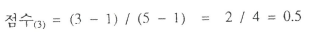 점수(3) = (3 - 1) / (5 - 1) = 2 / 4 = 0.5